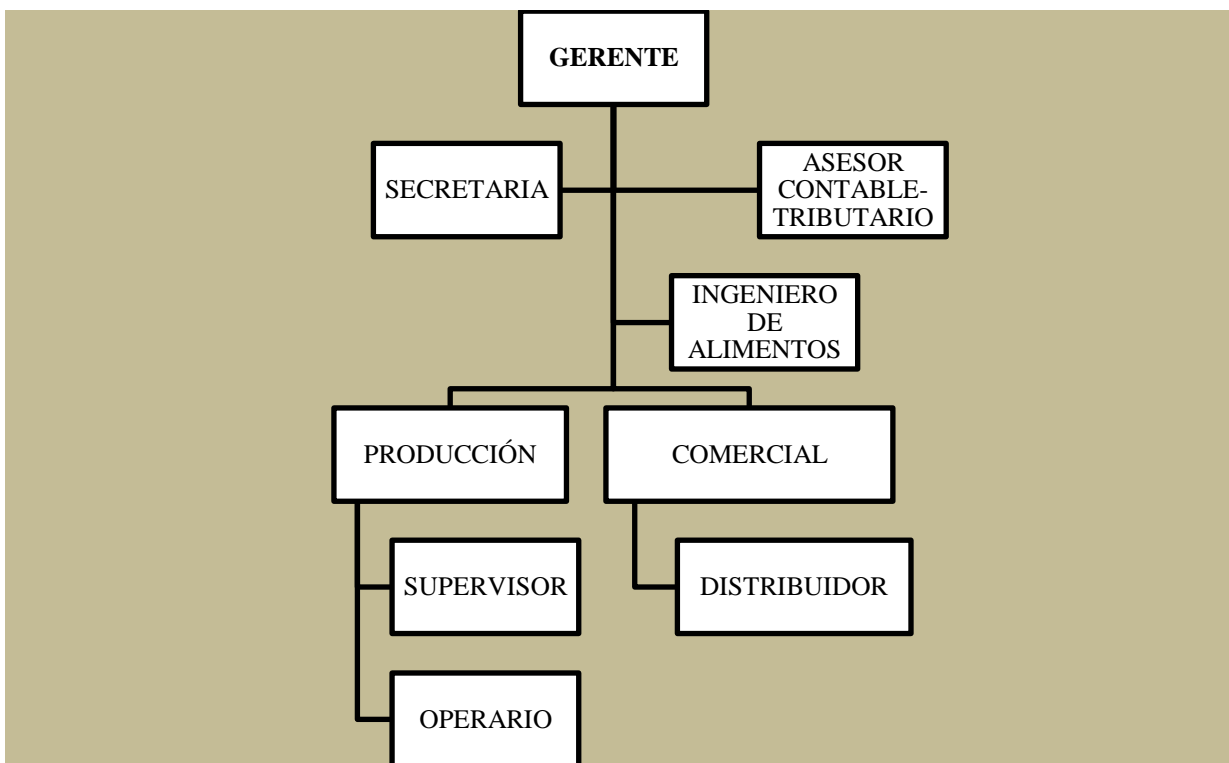 GERENTE
SECRETARIA
ASESOR
CONTABLE-
TRIBUTARIO
INGENIERO
DE
ALIMENTOS
PRODUCCIÓN
COMERCIAL
SUPERVISOR
DISTRIBUIDOR
OPERARIO